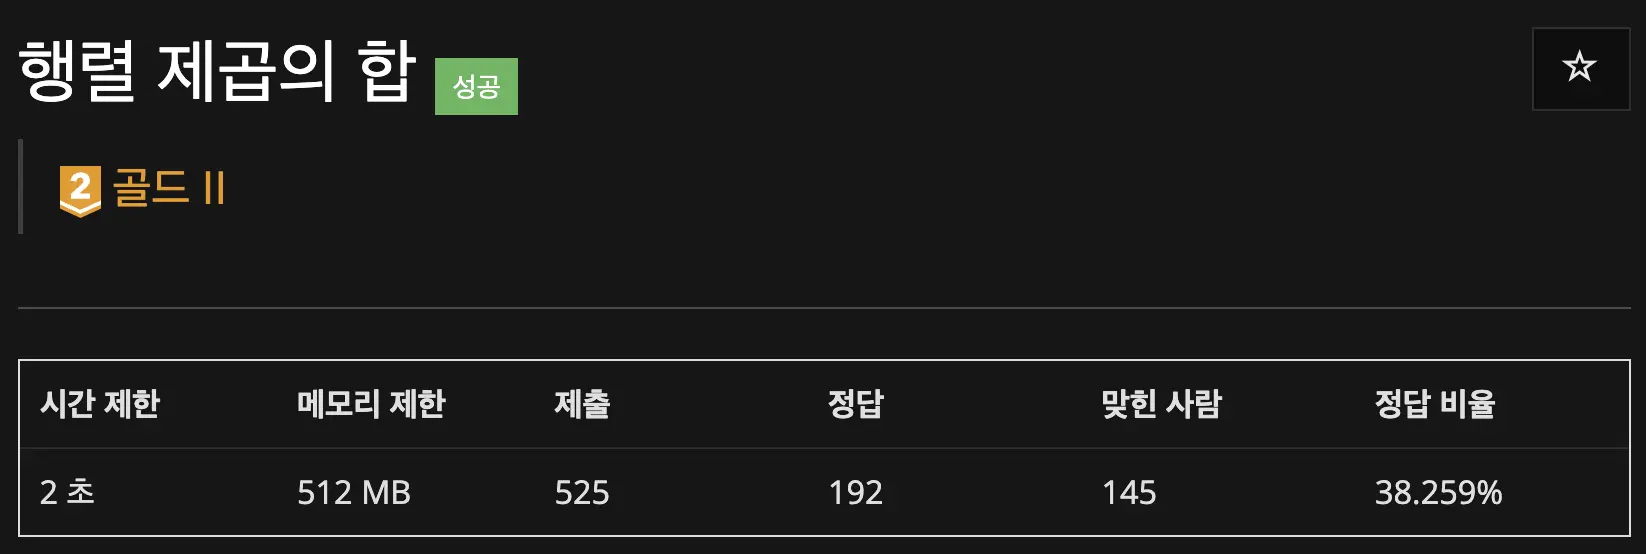 행렬 제곱의 합 성공
2 골드 II
시간 제한 메모리 제한 제출 정답 맞힌 사람 정답 비율
2 초 512 MB 525 192 145 38.259%